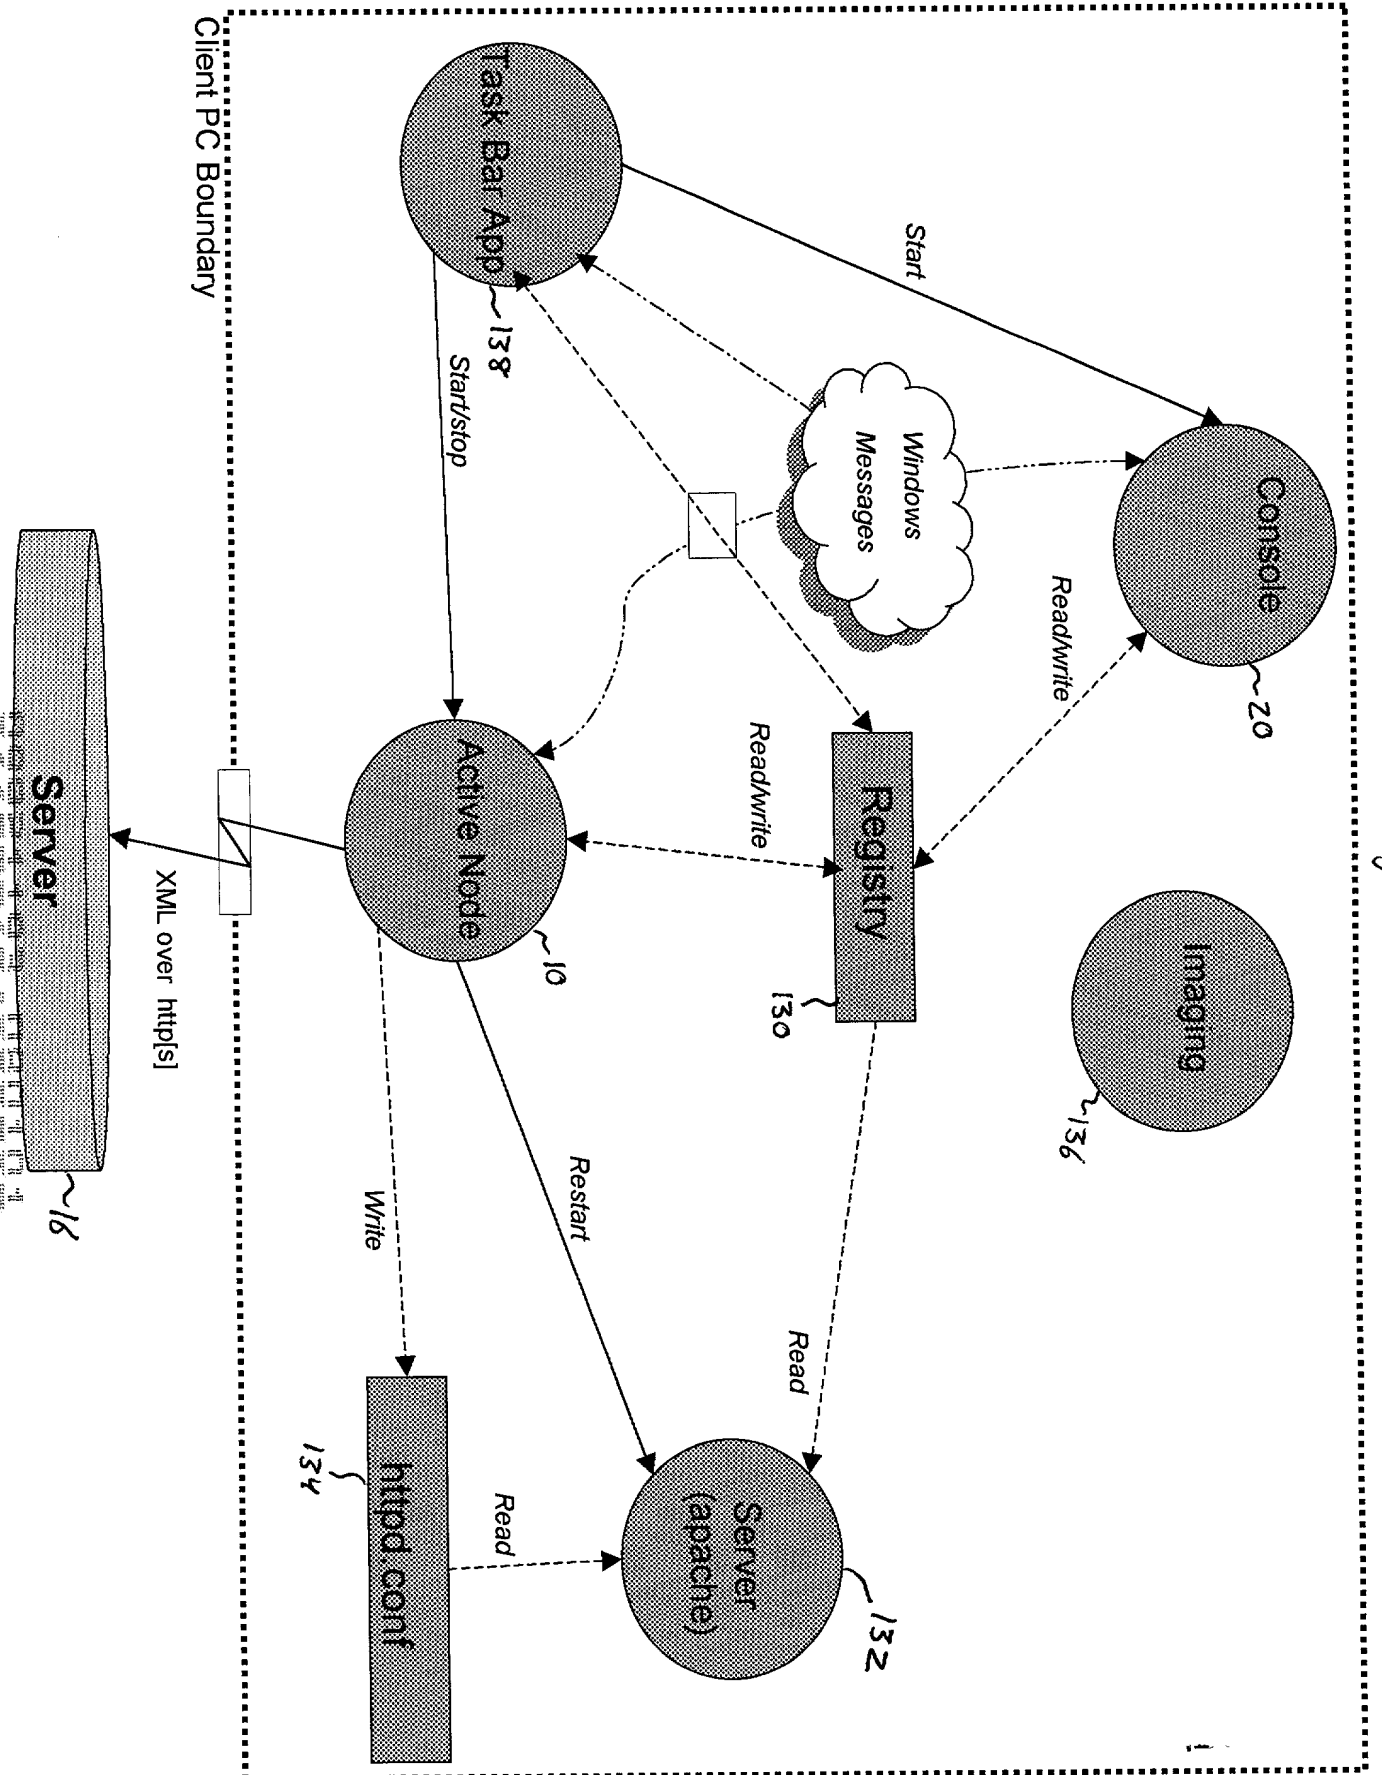 Console
20
Imaging
136
Start
Read/write
Windows
Messages
Registry
130
Read/write
Read
Server
(apache)
132
Task Bar App
138
Start/stop
Active Node
10
Restart
Read
Write
httpd.conf
134
Client PC Boundary
XML over http[s]
Server